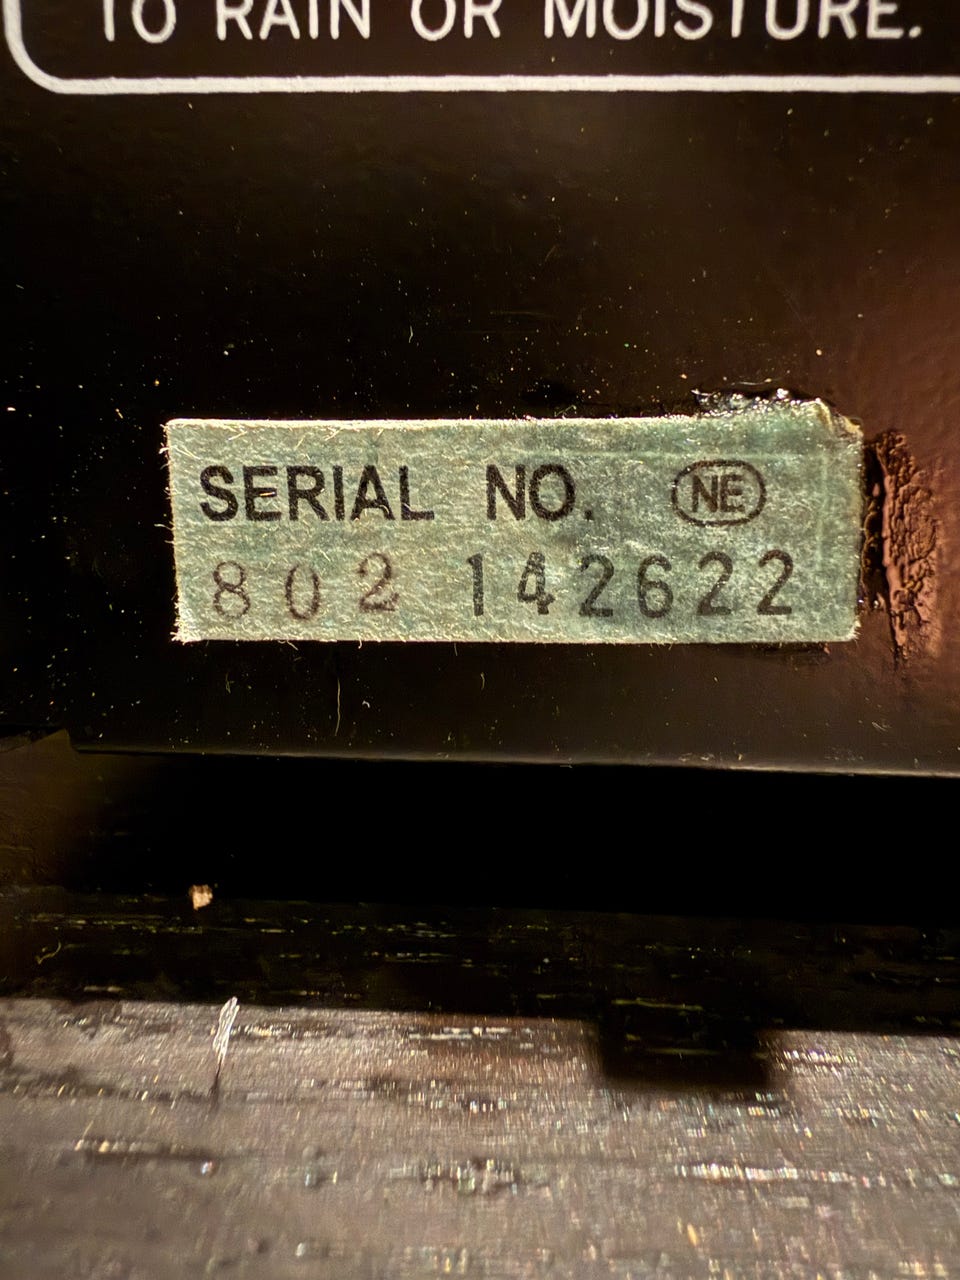 TO RAIN OR MOISTURE.
SERIAL NO. NE
802 142622